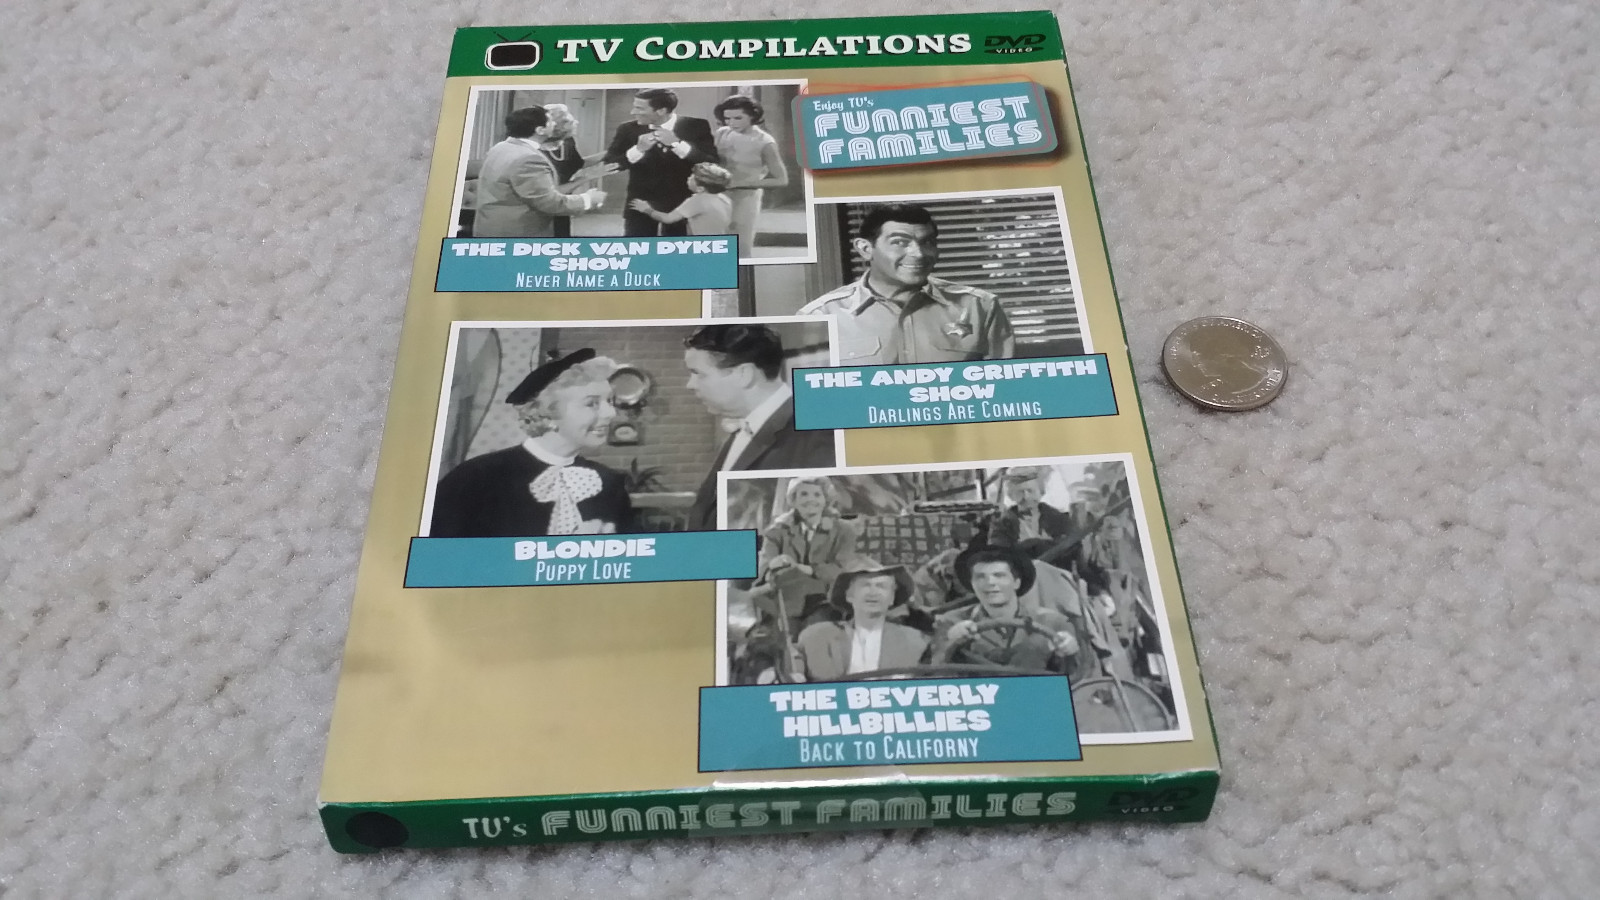 TV COMPILATIONS
DVD
VIDEO
Enjoy TV's
FUNNIEST
FAMILIES
THE DICK VAN DYKE
SHOW
NEVER NAME A DUCK
THE ANDY GRIFFITH
SHOW
DARLINGS ARE COMING
BLONDIE
PUPPY LOVE
THE BEVERLY
HILLBILLIES
BACK TO CALIFORNY
TV's FUNNIEST FAMILIES
DVD
VIDEO